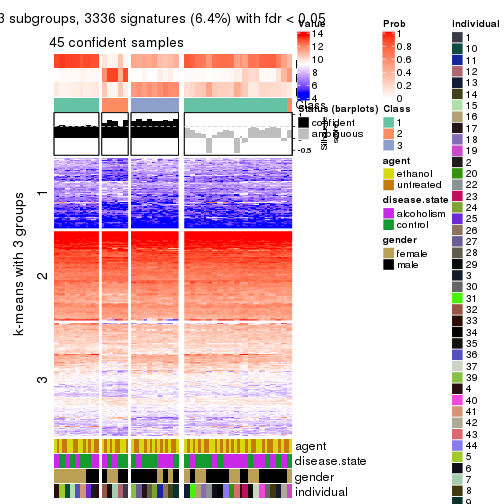 3 subgroups, 3336 signatures (6.4%) with fdr < 0.05
45 confident samples
k-means with 3 groups
1
2
3
agent
disease.state
gender
individual
Value
14
12
10
8
6
4
Status (barplots)
confident
ambiguous
-0.5
Prob
1
0.8
0.6
0.4
0.2
0
Class
1
2
3
agent
ethanol
untreated
disease.state
alcoholism
control
gender
female
male
individual
1
10
11
12
13
14
15
16
17
18
19
2
20
22
23
24
25
26
27
28
29
3
30
31
32
33
34
35
36
37
39
4
40
41
42
43
44
5
6
7
8